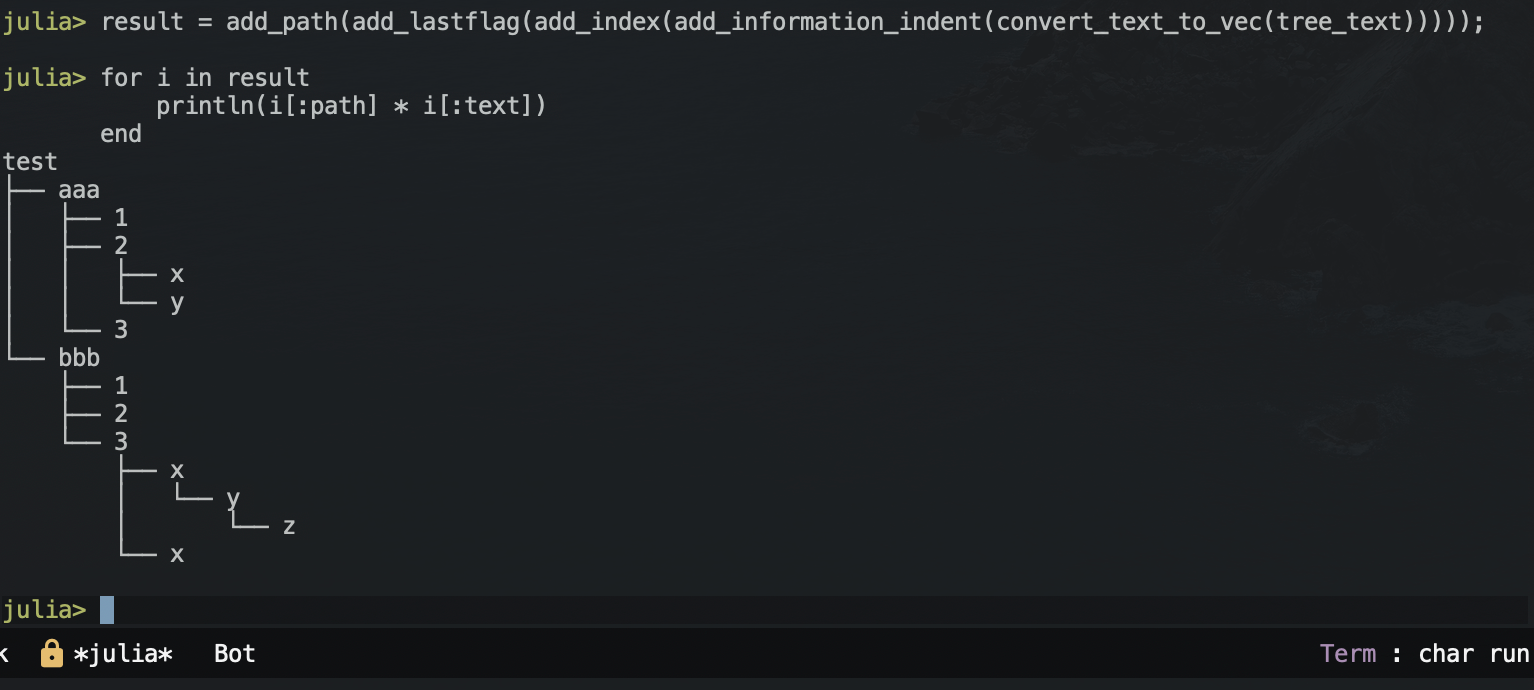 julia> result = add_path(add_lastflag(add_index(add_information_indent(convert_text_to_vec(tree_text)))));
julia> for i in result
           println(i[:path] * i[:text])
       end
test
├── aaa
│   ├── 1
│   ├── 2
│   │   ├── x
│   │   └── y
│   └── 3
└── bbb
    ├── 1
    ├── 2
    └── 3
        ├── x
        │   └── y
        │       └── z
        └── x
julia>
k *julia* Bot Term : char run